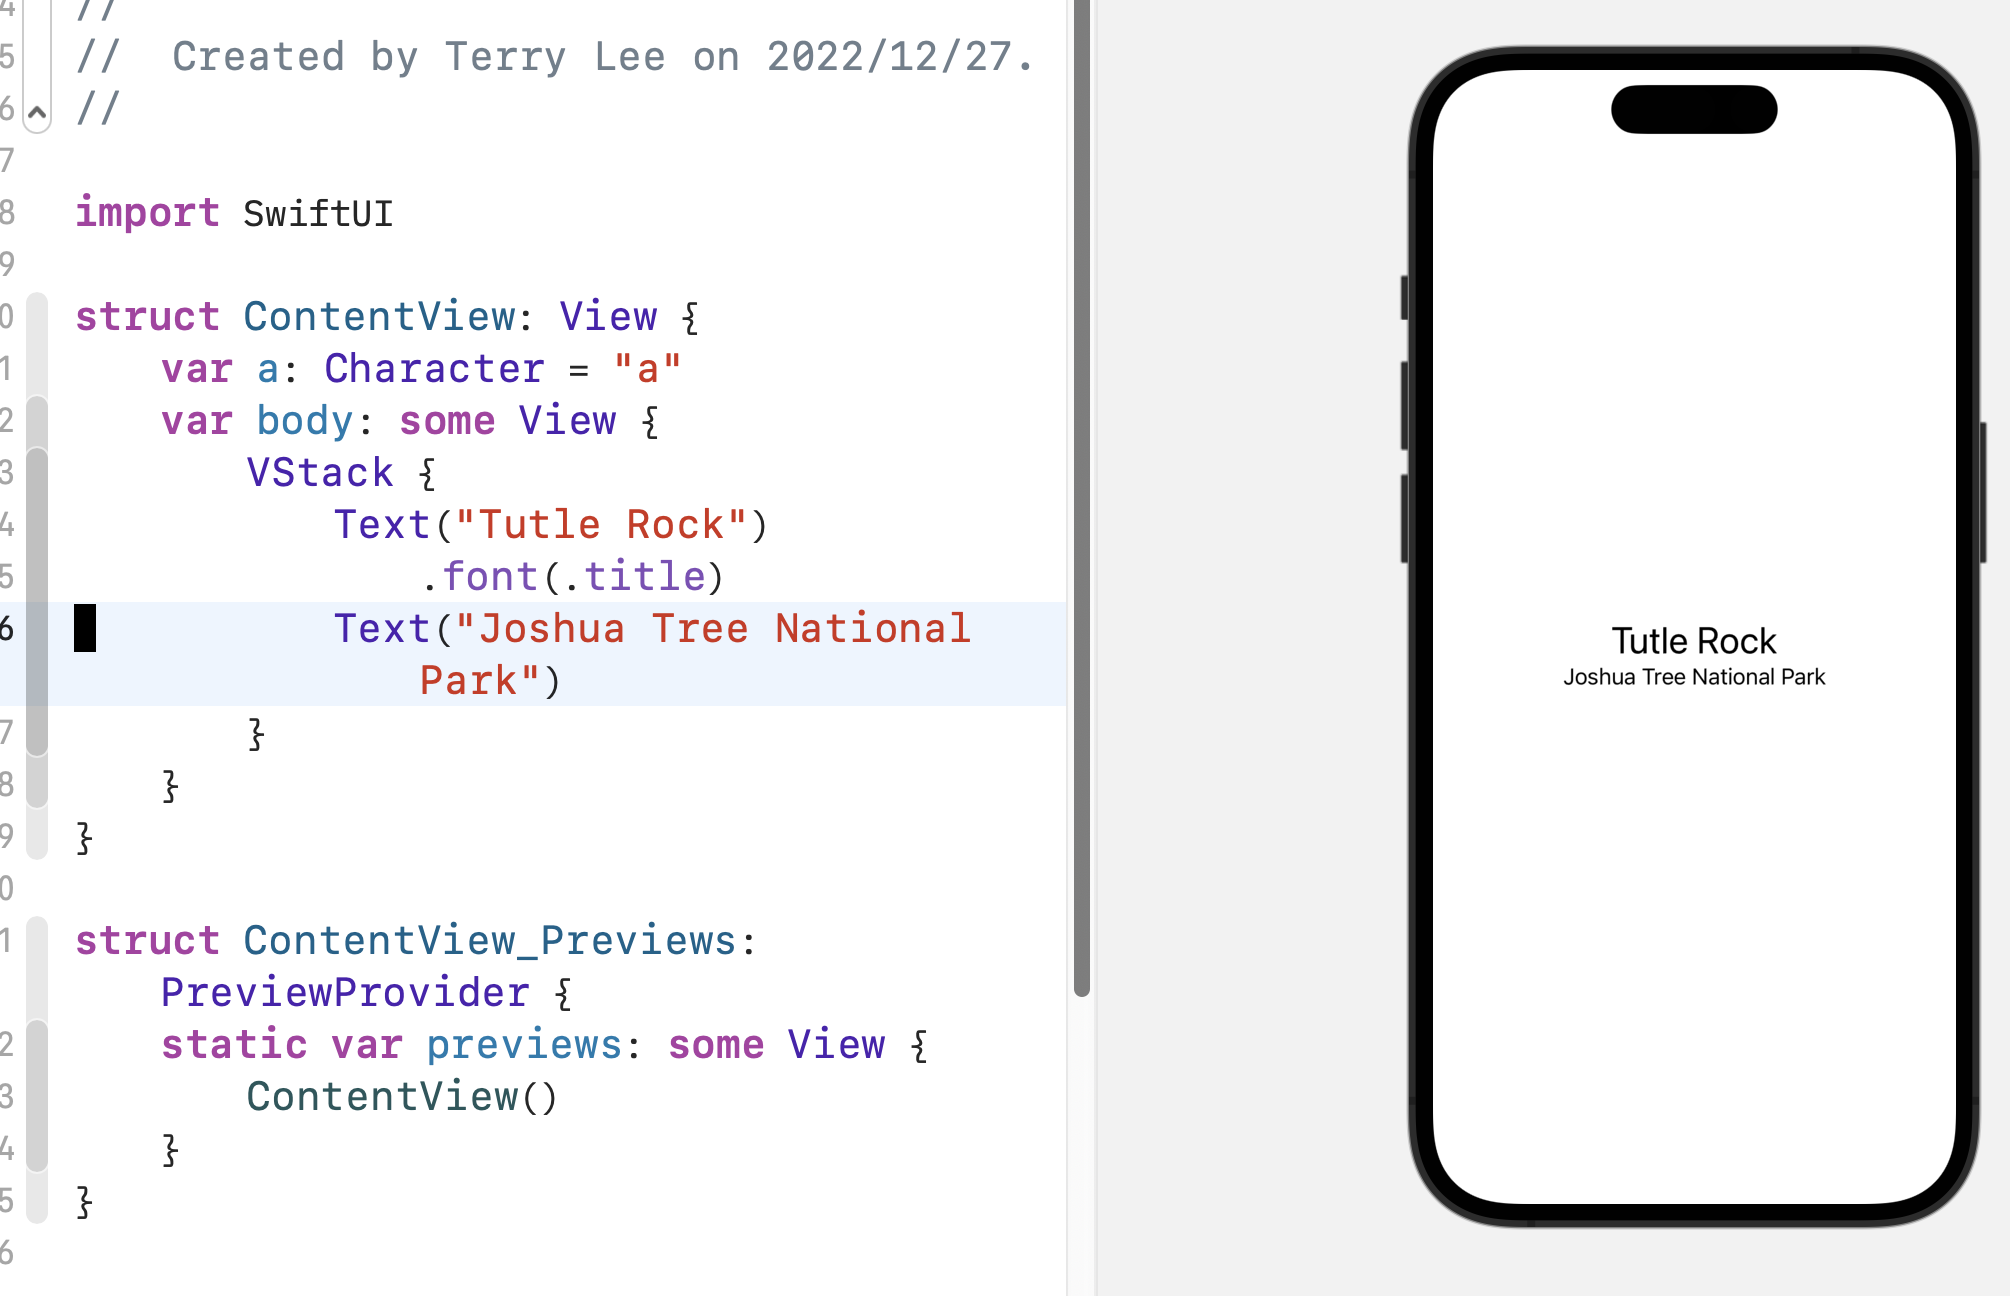 4 //
5 //  Created by Terry Lee on 2022/12/27.
6 //
7
8 import SwiftUI
9
0 struct ContentView: View {
1     var a: Character = "a"
2     var body: some View {
3         VStack {
4             Text("Tutle Rock")
5                 .font(.title)
6             Text("Joshua Tree National
                Park")
7         }
8     }
9 }
0
1 struct ContentView_Previews:
    PreviewProvider {
2     static var previews: some View {
3         ContentView()
4     }
5 }
6
Tutle Rock
Joshua Tree National Park